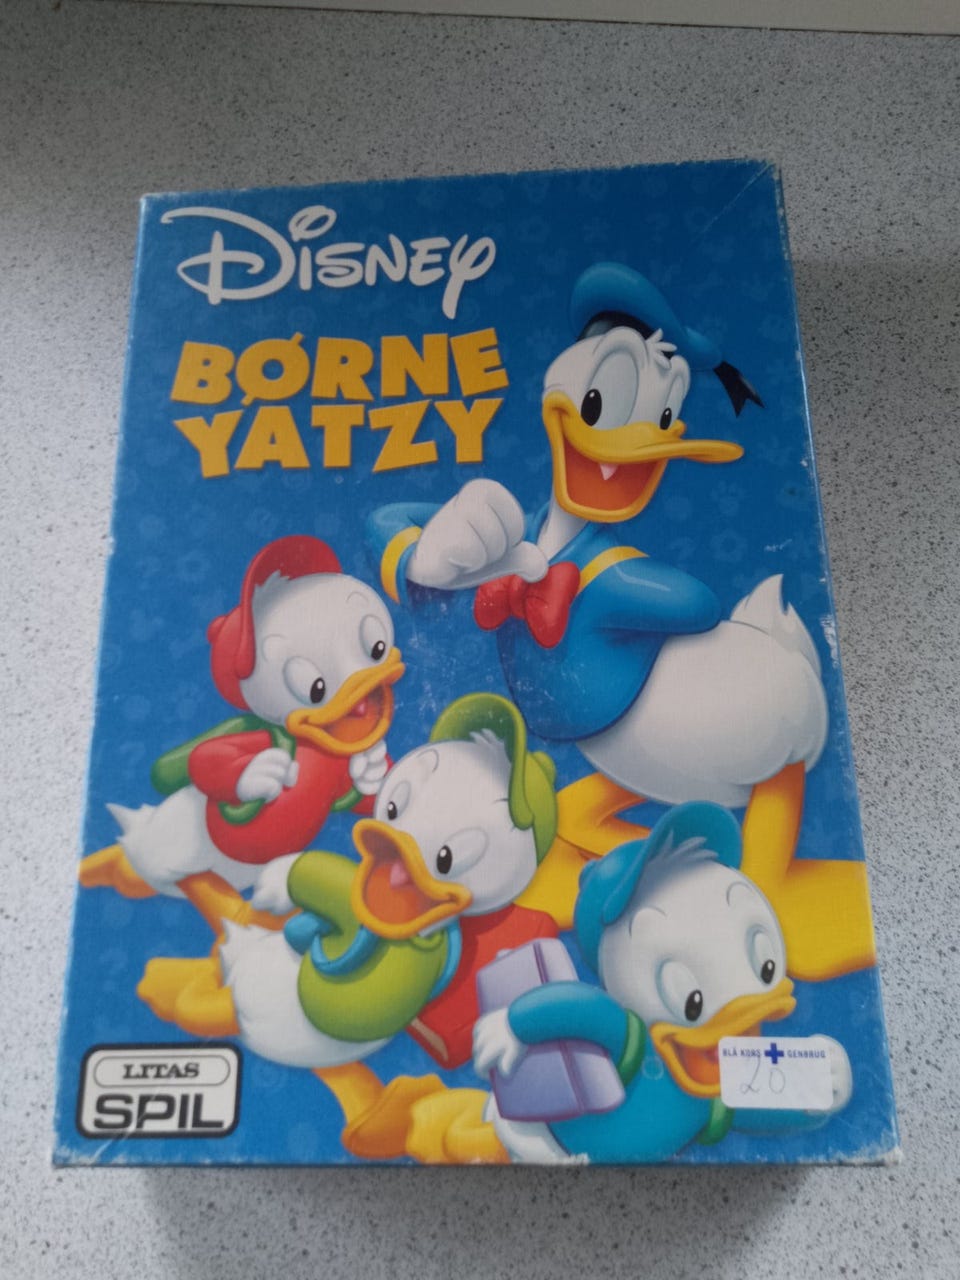 DISNEY
BØRNE
YATZY
LITAS
SPIL
BLÅ KORS GENBRUG
20